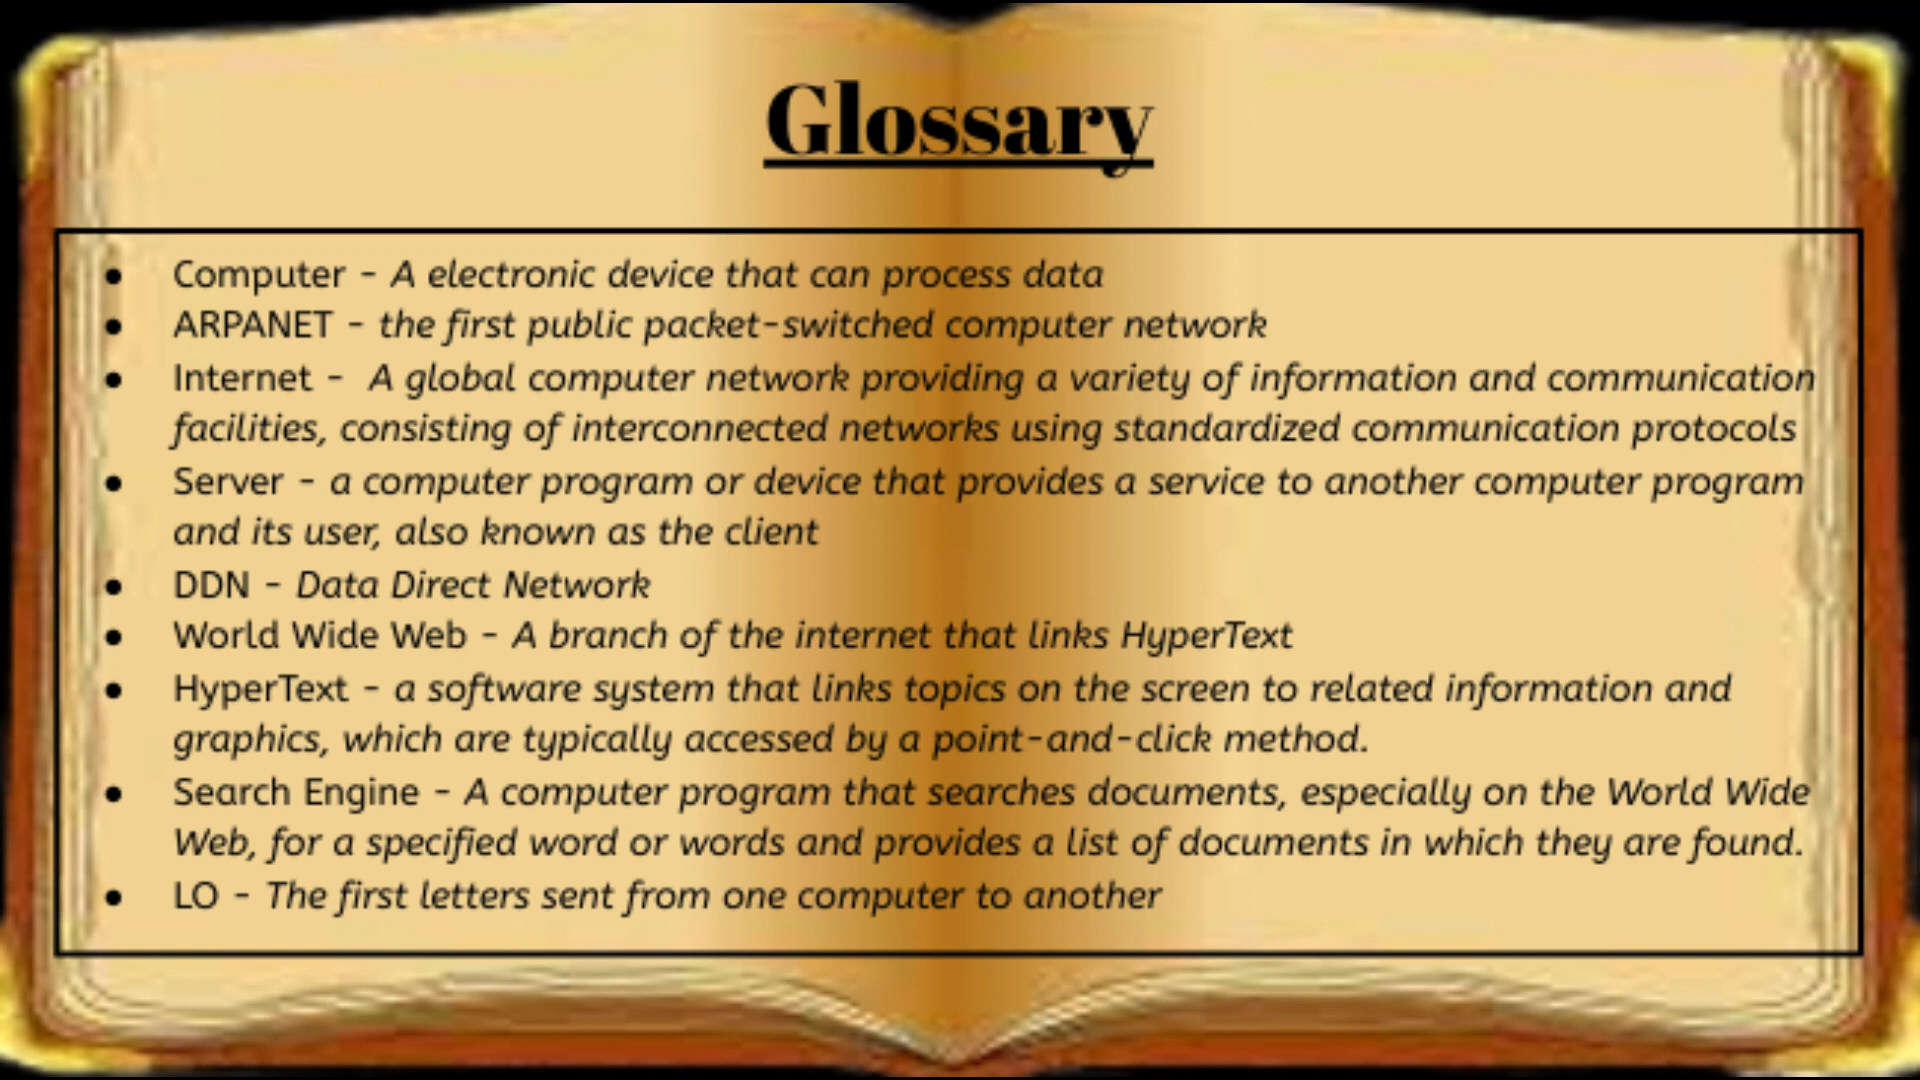 Glossary
• Computer - A electronic device that can process data
• ARPANET - the first public packet-switched computer network
• Internet - A global computer network providing a variety of information and communication
facilities, consisting of interconnected networks using standardized communication protocols
• Server - a computer program or device that provides a service to another computer program
and its user, also known as the client
• DDN - Data Direct Network
• World Wide Web - A branch of the internet that links HyperText
• HyperText - a software system that links topics on the screen to related information and
graphics, which are typically accessed by a point-and-click method.
• Search Engine - A computer program that searches documents, especially on the World Wide
Web, for a specified word or words and provides a list of documents in which they are found.
• LO - The first letters sent from one computer to another